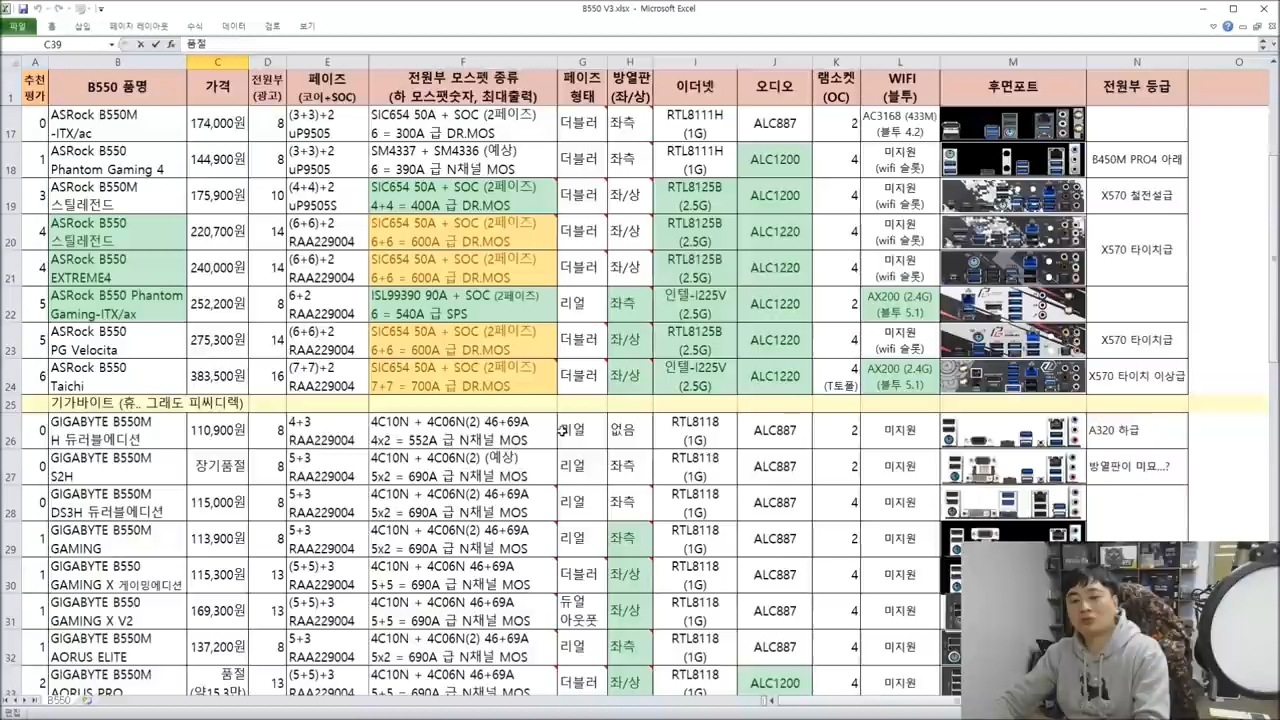 B550 V3.xlsx - Microsoft Excel
파일 홈 삽입 페이지 레이아웃 수식 데이터 검토 보기
C39 fx 품절
A B C D E F G H I J K L M N O
1 추천 평가 B550 품명 가격 전원부 (광고) 페이즈 (코어+SOC) 전원부 모스펫 종류 (하 모스펫숫자, 최대출력) 페이즈 형태 방열판 (좌/상) 이더넷 오디오 램소켓 (OC) WIFI (블투) 후면포트 전원부 등급
17 0 ASRock B550M -ITX/ac 174,000원 8 (3+3)+2 uP9505 SIC654 50A + SOC (2페이즈) 6 = 300A 급 DR.MOS 더블러 좌측 RTL8111H (1G) ALC887 2 AC3168 (433M) (블투 4.2)
18 1 ASRock B550 Phantom Gaming 4 144,900원 8 (3+3)+2 uP9505 SM4337 + SM4336 (예상) 6 = 390A 급 N채널 MOS 더블러 좌측 RTL8111H (1G) ALC1200 4 미지원 (wifi 슬롯) B450M PRO4 아래
19 3 ASRock B550M 스틸레전드 175,900원 10 (4+4)+2 uP9505S SIC654 50A + SOC (2페이즈) 4+4 = 400A 급 DR.MOS 더블러 좌/상 RTL8125B (2.5G) ALC1200 4 미지원 (wifi 슬롯) X570 철전설급
20 4 ASRock B550 스틸레전드 220,700원 14 (6+6)+2 RAA229004 SIC654 50A + SOC (2페이즈) 6+6 = 600A 급 DR.MOS 더블러 좌/상 RTL8125B (2.5G) ALC1220 4 미지원 (wifi 슬롯) X570 타이치급
21 4 ASRock B550 EXTREME4 240,000원 14 (6+6)+2 RAA229004 SIC654 50A + SOC (2페이즈) 6+6 = 600A 급 DR.MOS 더블러 좌/상 RTL8125B (2.5G) ALC1220 4 미지원 (wifi 슬롯)
22 5 ASRock B550 Phantom Gaming-ITX/ax 252,200원 8 6+2 RAA229004 ISL99390 90A + SOC (2페이즈) 6 = 540A 급 SPS 리얼 좌측 인텔-I225V (2.5G) ALC1220 2 AX200 (2.4G) (블투 5.1)
23 5 ASRock B550 PG Velocita 275,300원 14 (6+6)+2 RAA229004 SIC654 50A + SOC (2페이즈) 6+6 = 600A 급 DR.MOS 더블러 좌/상 RTL8125B (2.5G) ALC1220 4 미지원 (wifi 슬롯) X570 타이치급
24 6 ASRock B550 Taichi 383,500원 16 (7+7)+2 RAA229004 SIC654 50A + SOC (2페이즈) 7+7 = 700A 급 DR.MOS 더블러 좌/상 인텔-I225V (2.5G) ALC1220 4 (T토폴) AX200 (2.4G) (블투 5.1) X570 타이치 이상급
25 기가바이트 (휴.. 그래도 피씨디렉)
26 0 GIGABYTE B550M H 듀러블에디션 110,900원 8 4+3 RAA229004 4C10N + 4C06N(2) 46+69A 4x2 = 552A 급 N채널 MOS 리얼 없음 RTL8118 (1G) ALC887 2 미지원 A320 하급
27 0 GIGABYTE B550M S2H 장기품절 8 5+3 RAA229004 4C10N + 4C06N(2) (예상) 5x2 = 690A 급 N채널 MOS 리얼 좌측 RTL8118 (1G) ALC887 2 미지원 방열판이 미묘...?
28 0 GIGABYTE B550M DS3H 듀러블에디션 115,000원 8 5+3 RAA229004 4C10N + 4C06N(2) 46+69A 5x2 = 690A 급 N채널 MOS 리얼 좌측 RTL8118 (1G) ALC887 4 미지원
29 1 GIGABYTE B550M GAMING 113,900원 8 5+3 RAA229004 4C10N + 4C06N(2) 46+69A 5x2 = 690A 급 N채널 MOS 리얼 좌측 RTL8118 (1G) ALC887 2 미지원
30 1 GIGABYTE B550 GAMING X 게이밍에디션 115,300원 13 (5+5)+3 RAA229004 4C10N + 4C06N 46+69A 5+5 = 690A 급 N채널 MOS 더블러 좌/상 RTL8118 (1G) ALC887 4 미지원
31 1 GIGABYTE B550 GAMING X V2 169,300원 13 (5+5)+3 RAA229004 4C10N + 4C06N 46+69A 5+5 = 690A 급 N채널 MOS 듀얼 아웃풋 좌/상 RTL8118 (1G) ALC887 4 미지원
32 1 GIGABYTE B550M AORUS ELITE 137,200원 8 5+3 RAA229004 4C10N + 4C06N(2) 46+69A 5x2 = 690A 급 N채널 MOS 리얼 좌측 RTL8118 (1G) ALC887 4 미지원
33 2 GIGABYTE B550M AORUS PRO 품절 (약15.3만) 13 (5+5)+3 RAA229004 4C10N + 4C06N 46+69A 5+5 = 690A 급 N채널 MOS 더블러 좌/상 RTL8118 (1G) ALC1200 4 미지원
B550
편집